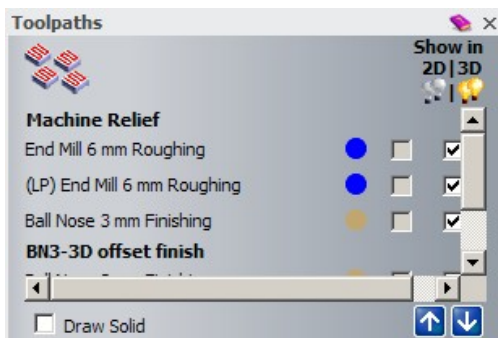 Toolpaths
Show in
2D|3D
Machine Relief
End Mill 6 mm Roughing
(LP) End Mill 6 mm Roughing
Ball Nose 3 mm Finishing
BN3-3D offset finish
Draw Solid